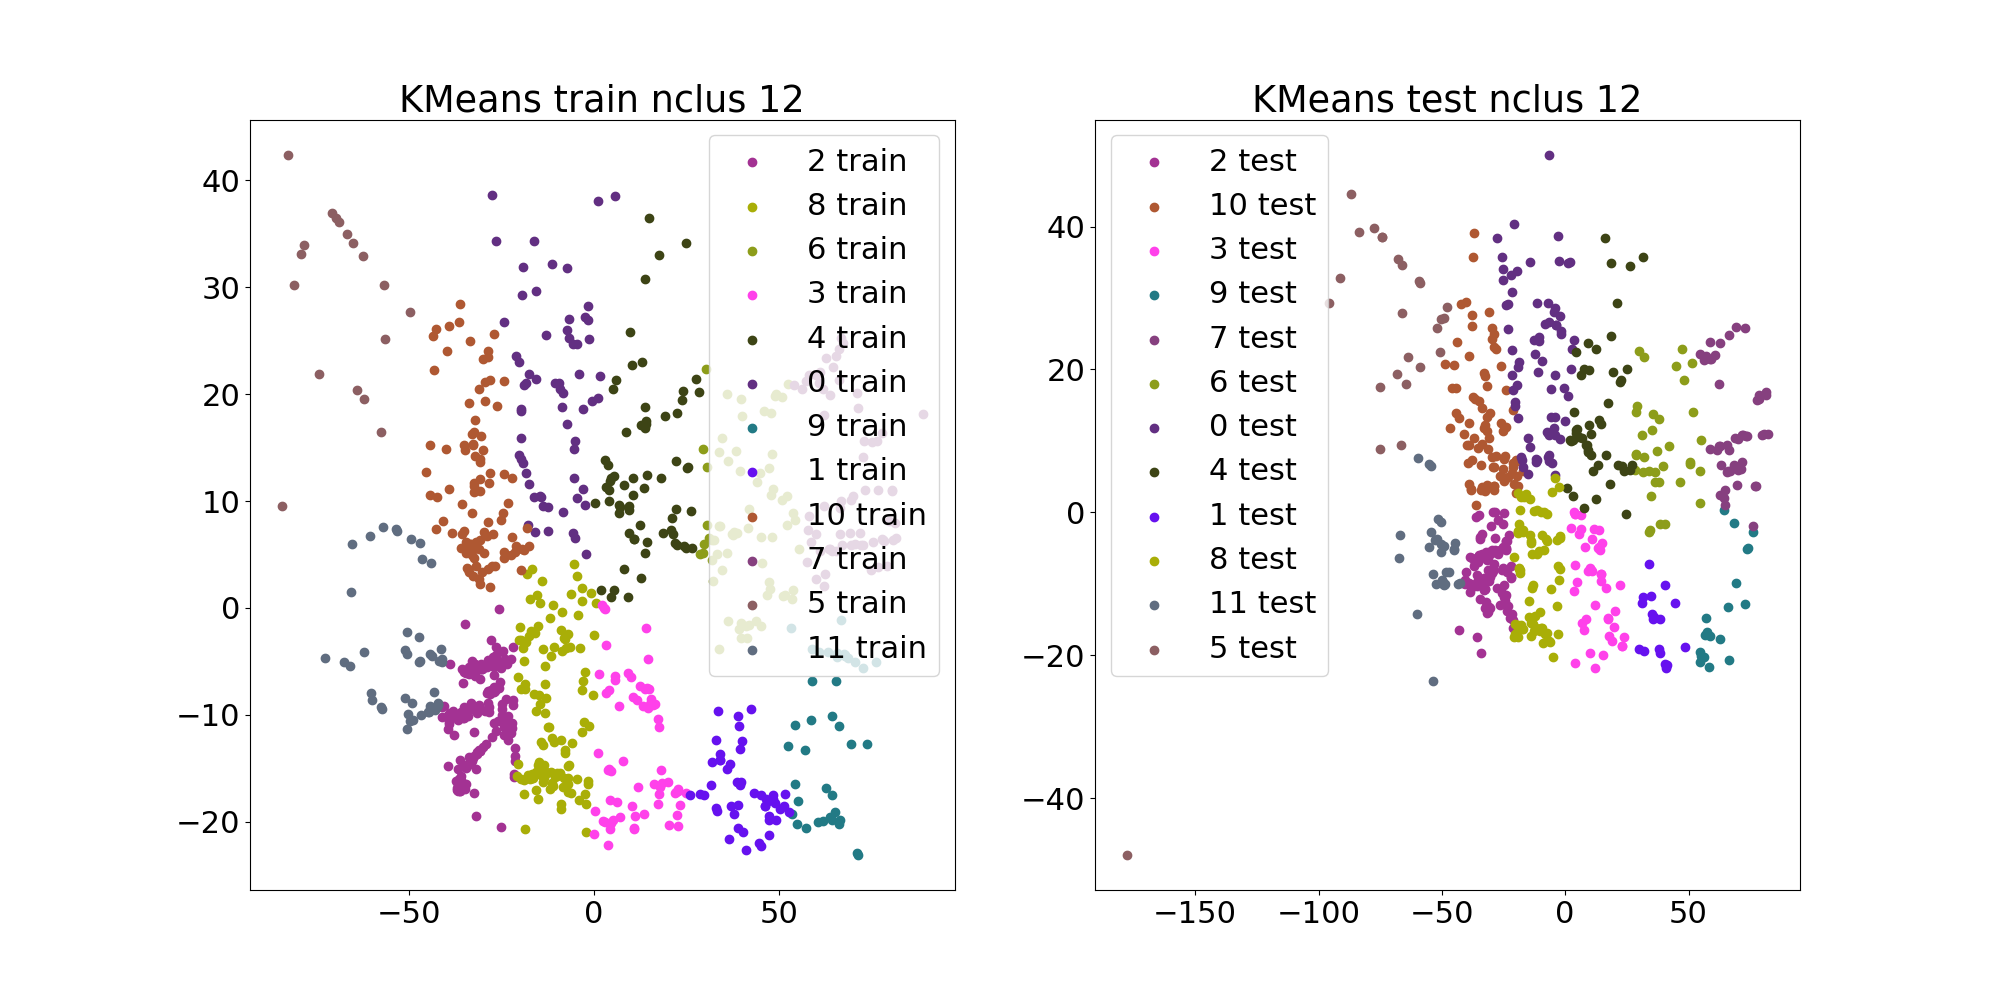 KMeans train nclus 12
40
30
20
10
0
−10
−20
−50
0
50
2 train
8 train
6 train
3 train
4 train
0 train
9 train
1 train
10 train
7 train
5 train
11 train
KMeans test nclus 12
40
20
0
−20
−40
−150
−100
−50
0
50
2 test
10 test
3 test
9 test
7 test
6 test
0 test
4 test
1 test
8 test
11 test
5 test